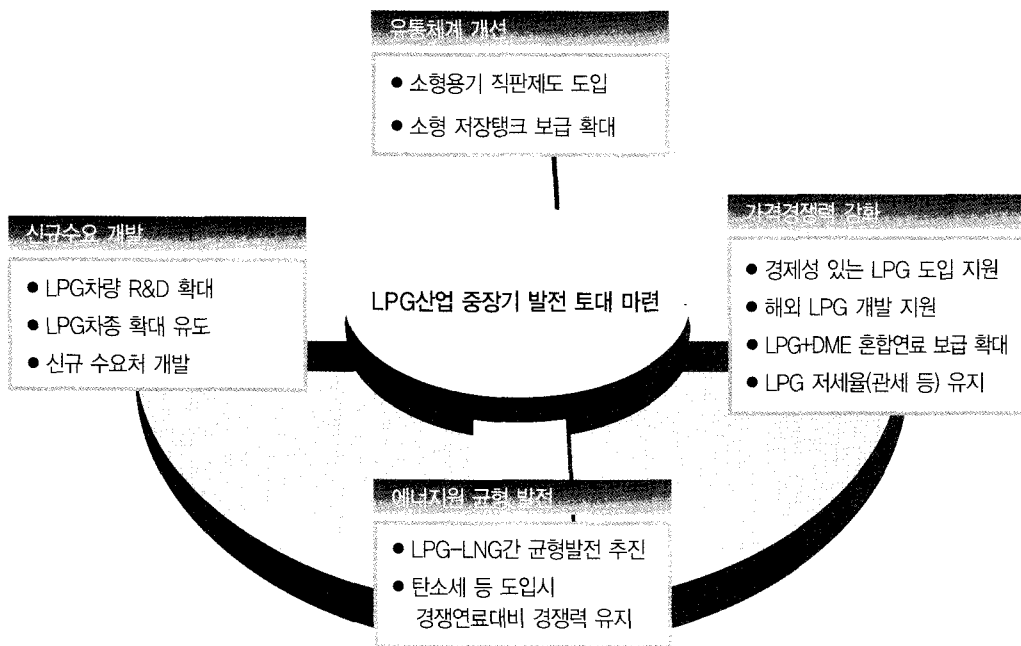 유통체계 개선
● 소형용기 직판제도 도입
● 소형 저장탱크 보급 확대
신규수요 개발
● LPG차량 R&D 확대
● LPG차종 확대 유도
● 신규 수요처 개발
LPG산업 중장기 발전 토대 마련
가격경쟁력 강화
● 경제성 있는 LPG 도입 지원
● 해외 LPG 개발 지원
● LPG+DME 혼합연료 보급 확대
● LPG 저세율(관세 등) 유지
에너지원 균형 발전
● LPG-LNG간 균형발전 추진
● 탄소세 등 도입시
경쟁연료대비 경쟁력 유지